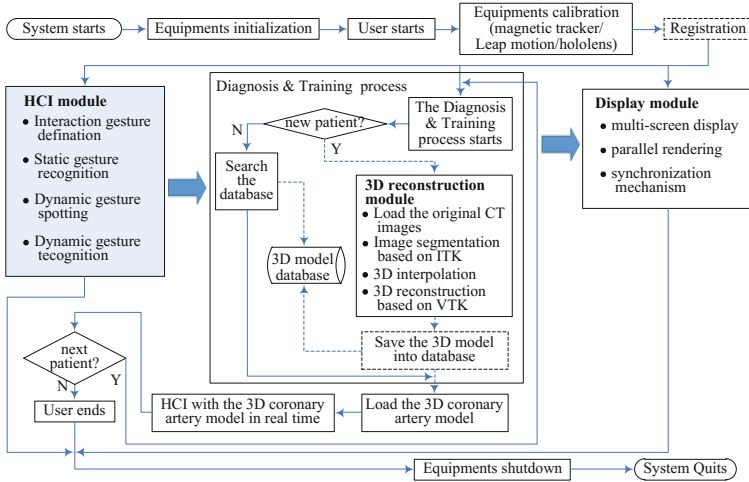 System starts
Equipments initialization
User starts
Equipments calibration
(magnetic tracker/
Leap motion/hololens)
Registration
HCI module
• Interaction gesture
defination
• Static gesture
recognition
• Dynamic gesture
spotting
• Dynamic gesture
tecognition
Diagnosis & Training process
new patient?
N
Y
The Diagnosis
& Training
process starts
Search
the
database
3D model
database
3D reconstruction
module
• Load the original CT
images
• Image segmentation
based on ITK
• 3D interpolation
• 3D reconstruction
based on VTK
Save the 3D model
into database
Display module
• multi-screen display
• parallel rendering
• synchronization
mechanism
next
patient?
N
Y
User ends
HCI with the 3D coronary
artery model in real time
Load the 3D coronary
artery model
Equipments shutdown
System Quits